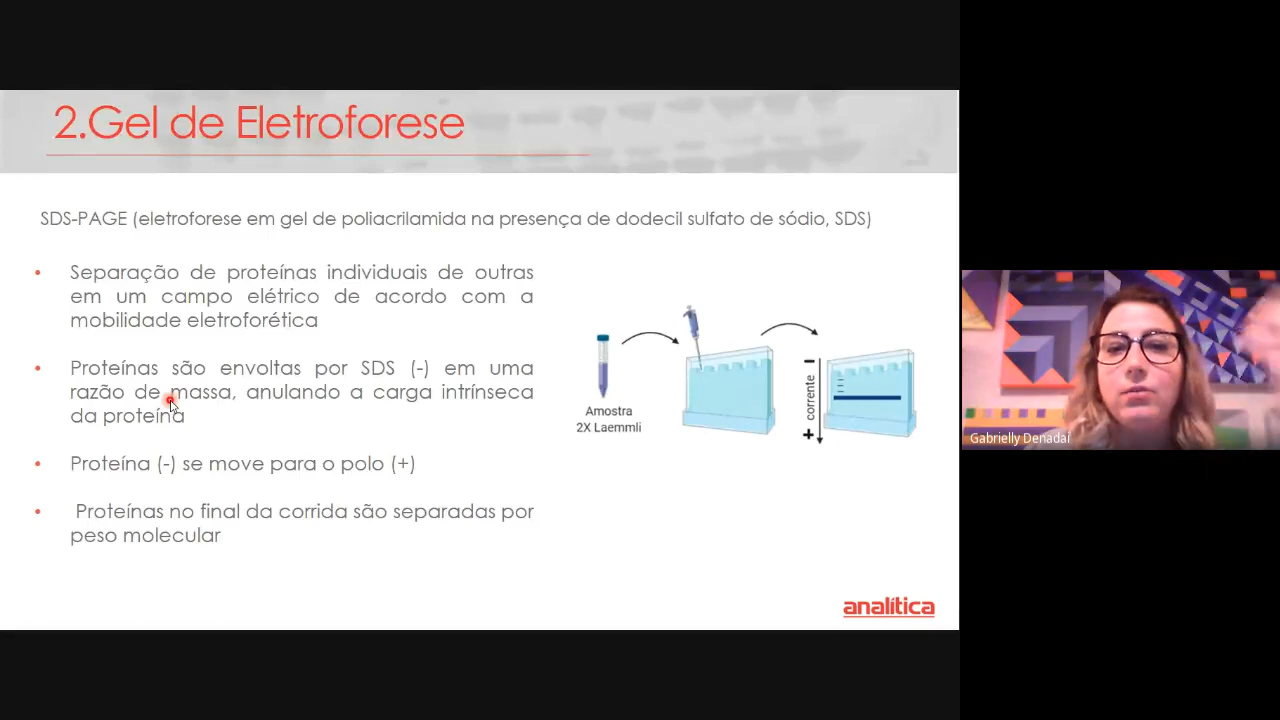 2.Gel de Eletroforese
SDS-PAGE (eletroforese em gel de poliacrilamida na presença de dodecil sulfato de sódio, SDS)
• Separação de proteínas individuais de outras
em um campo elétrico de acordo com a
mobilidade eletroforética
• Proteínas são envoltas por SDS (-) em uma
razão de massa, anulando a carga intrínseca
da proteína
• Proteína (-) se move para o polo (+)
• Proteínas no final da corrida são separadas por
peso molecular
Amostra
2X Laemmli
+ corrente −
analítica
Gabrielly Denadai